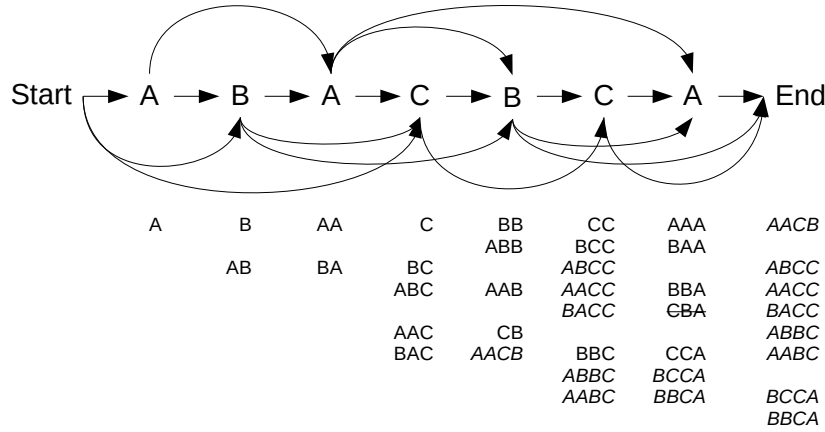 Start A B A C B C A End
A B AA C BB CC AAA AACB
ABB BCC BAA
AB BA BC ABCC ABCC
ABC AAB AACC BBA AACC
BACC CBA BACC
AAC CB ABBC
BAC AACB BBC CCA AABC
ABBC BCCA
AABC BBCA BCCA
BBCA